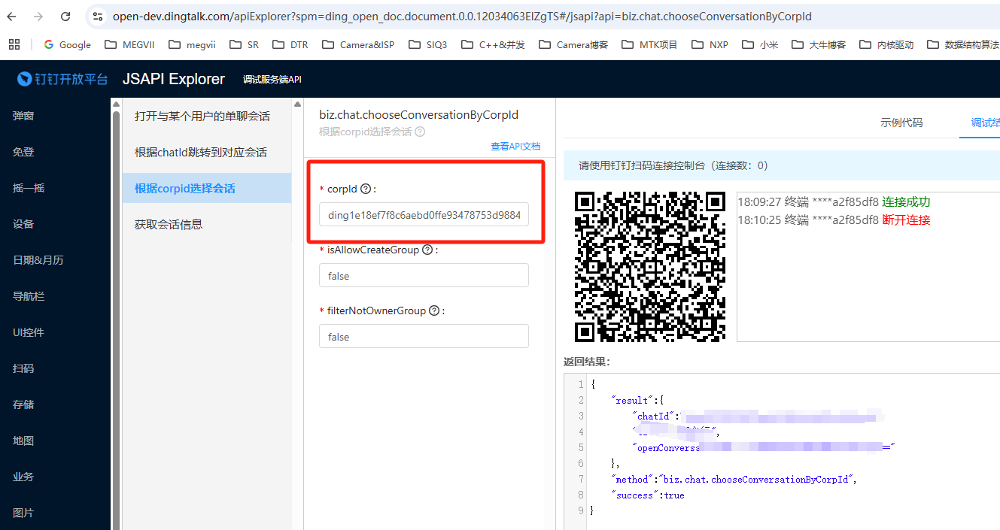 open-dev.dingtalk.com/apiExplorer?spm=ding_open_doc.document.0.0.12034063EIZgTS#/jsapi?api=biz.chat.chooseConversationByCorpId
Google MEGVII megvii SR DTR Camera&ISP SIQ3 C++&并发 Camera博客 MTK项目 NXP 小米 大牛博客 内核驱动 数据结构算法
钉钉开放平台 JSAPI Explorer 调试服务端API
弹窗
免登
摇一摇
设备
日期&月历
导航栏
UI控件
扫码
存储
地图
业务
图片
打开与某个用户的单聊会话
根据chatId跳转到对应会话
根据corpid选择会话
获取会话信息
biz.chat.chooseConversationByCorpId
根据corpid选择会话
查看API文档
* corpId :
ding1e18ef7f8c6aebd0ffe93478753d9884
* isAllowCreateGroup :
false
* filterNotOwnerGroup :
false
示例代码 调试结
请使用钉钉扫码连接控制台（连接数：0）
18:09:27 终端 ****a2f85df8 连接成功
18:10:25 终端 ****a2f85df8 断开连接
返回结果：
1 {
2 "result":{
3 "chatId":
4 ",
5 "openConversa ="
6 },
7 "method":"biz.chat.chooseConversationByCorpId",
8 "success":true
9 }